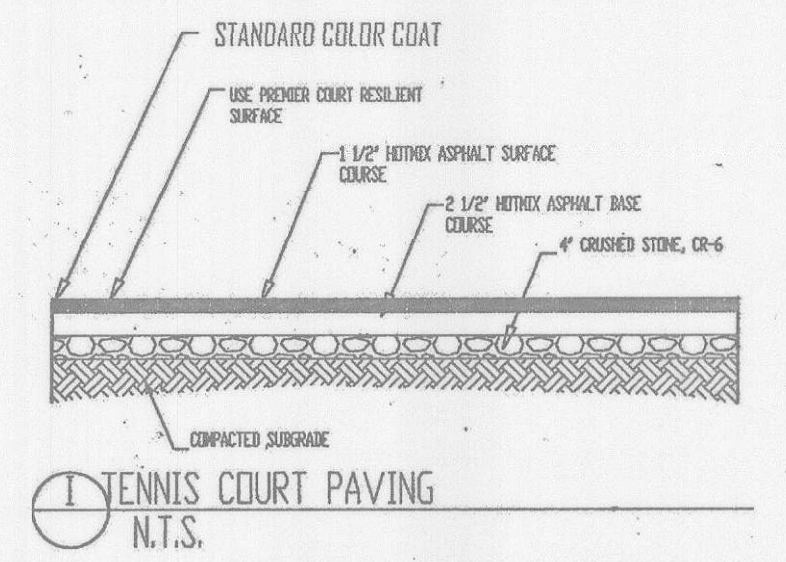 STANDARD COLOR COAT
USE PREMIER COURT RESILIENT
SURFACE
1 1/2" HOTMIX ASPHALT SURFACE
COURSE
2 1/2" HOTMIX ASPHALT BASE
COURSE
4" CRUSHED STONE, CR-6
COMPACTED SUBGRADE
I TENNIS COURT PAVING
N.T.S.